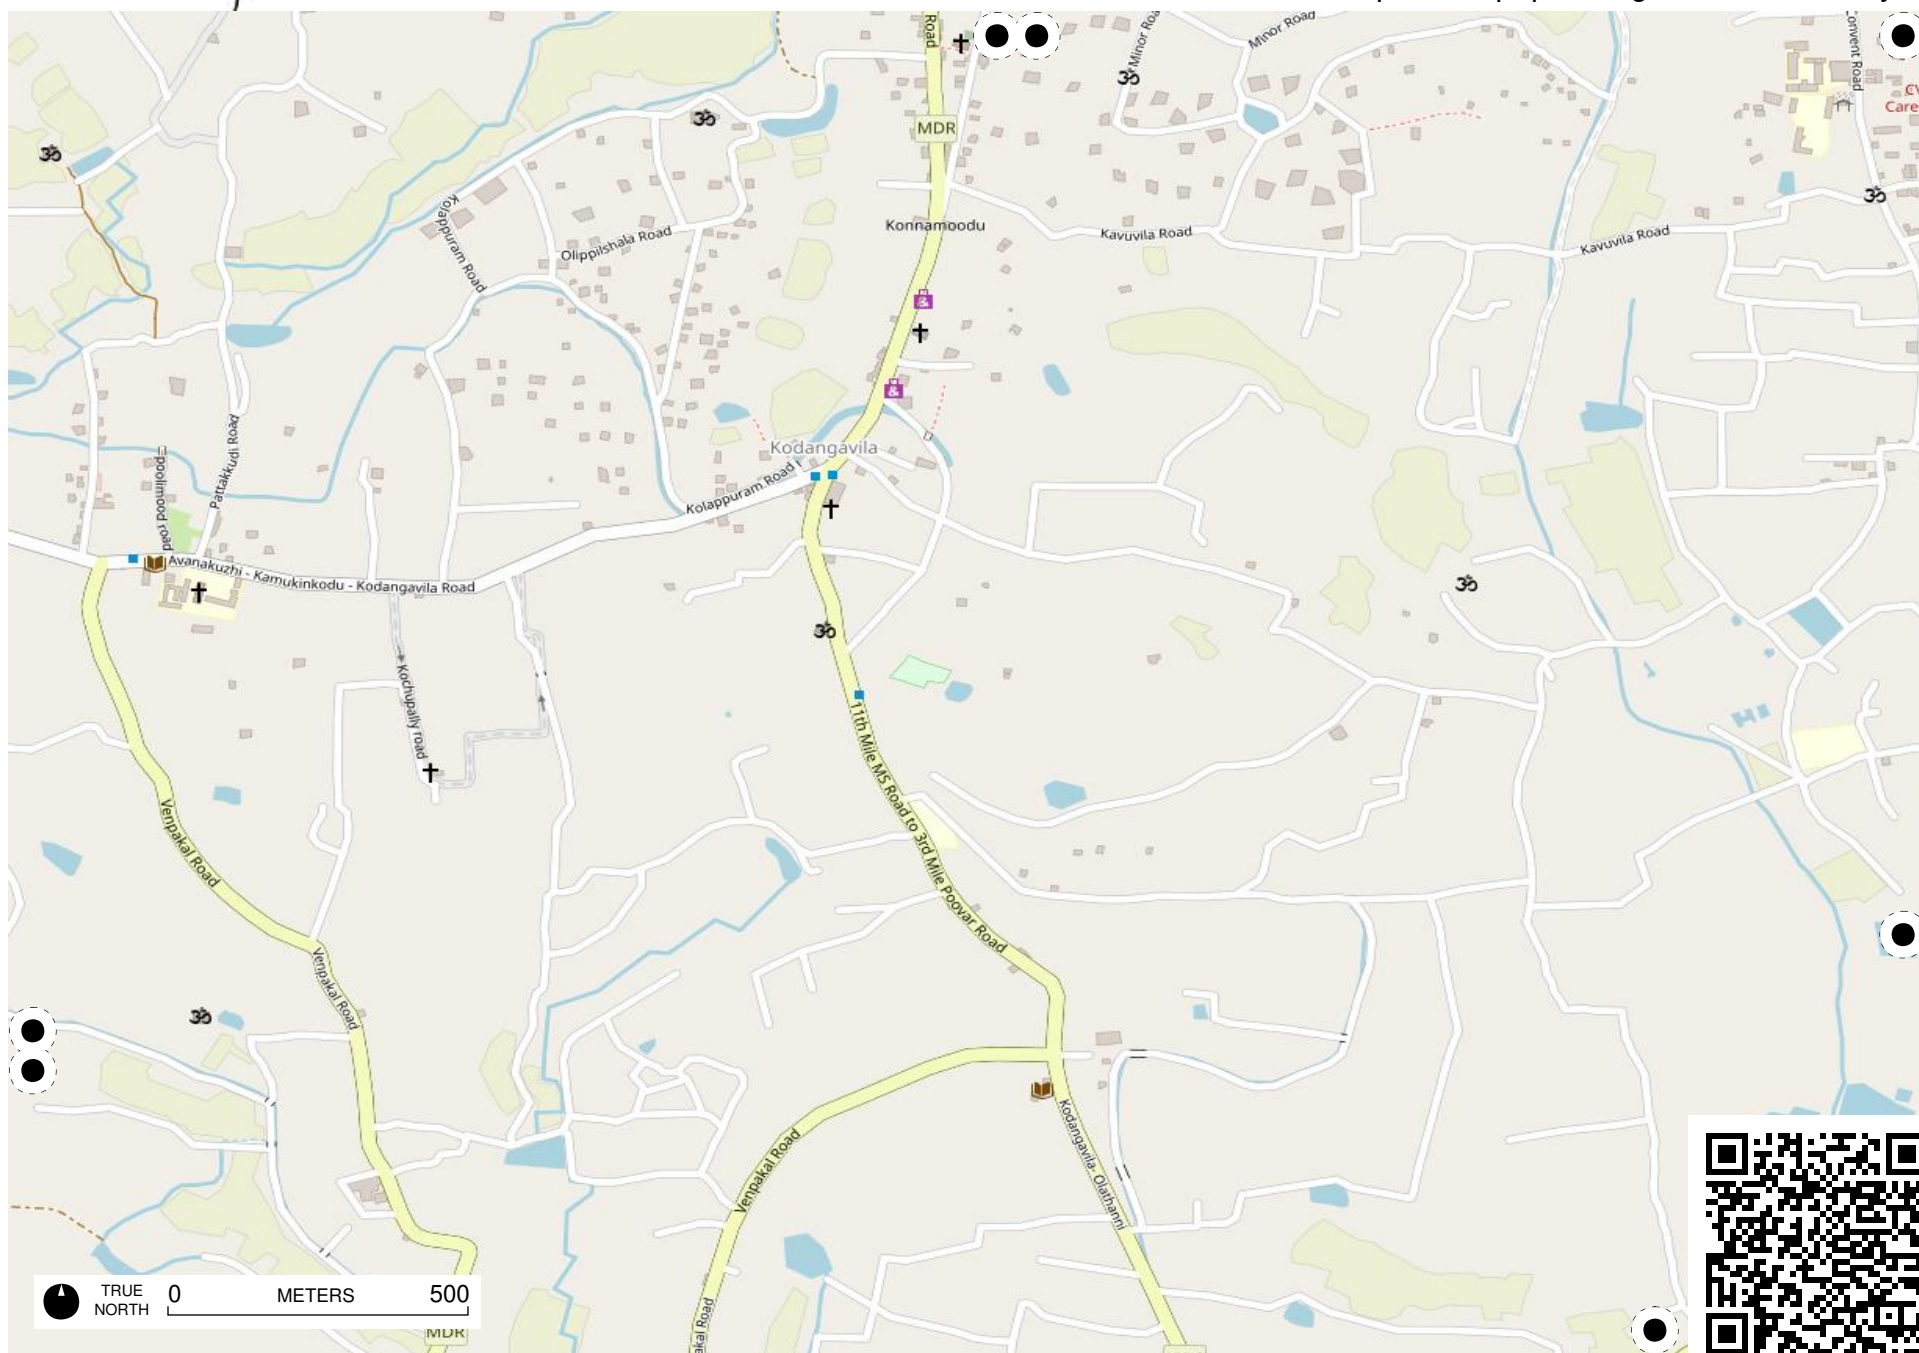 Road
Minor Road
Minor Road
Convent Road
MDR
Konnamoodu
Kolappuram Road
Olippilshala Road
Kavuvila Road
Kavuvila Road
Kodangavila
Kolappuram Road
Pattakkudi Road
poolimood road
Avanakuzhi - Kamukinkodu - Kodangavila Road
Kochupally road
11th Mile MS Road to 3rd Mile Poovar Road
Venpakal Road
Venpakal Road
Kodangavila- Olathanni
Venpakal Road
TRUE
NORTH
0 METERS 500
MDR